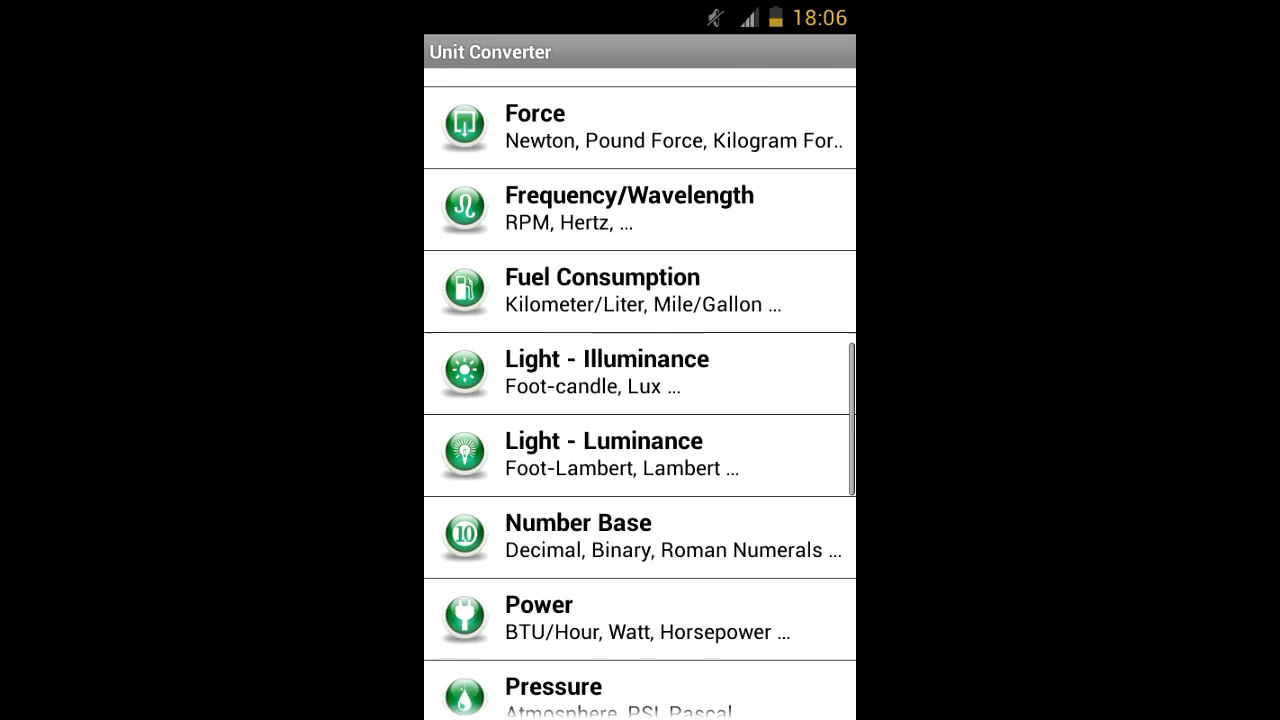 18:06
Unit Converter
Force
Newton, Pound Force, Kilogram For..
Frequency/Wavelength
RPM, Hertz, ...
Fuel Consumption
Kilometer/Liter, Mile/Gallon ...
Light - Illuminance
Foot-candle, Lux ...
Light - Luminance
Foot-Lambert, Lambert ...
10
Number Base
Decimal, Binary, Roman Numerals ...
Power
BTU/Hour, Watt, Horsepower ...
Pressure
Atmosphere, PSI, Pascal